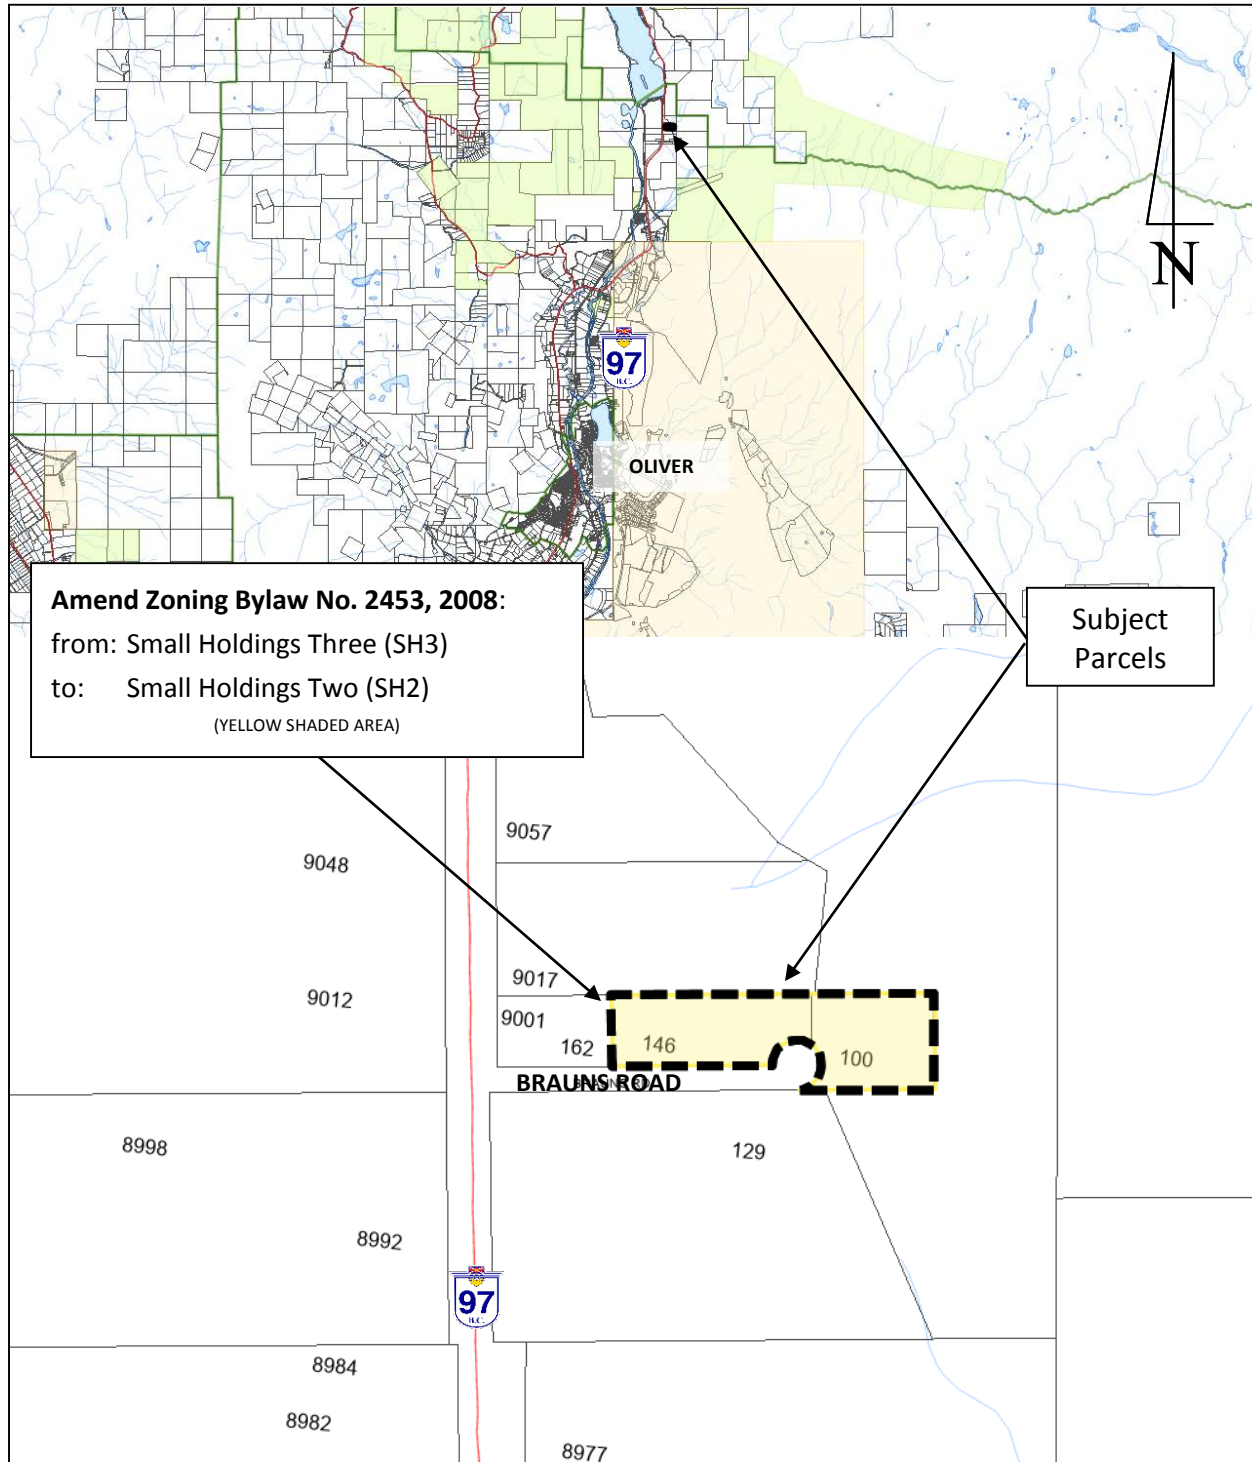 N
97
B.C.
OLIVER
Amend Zoning Bylaw No. 2453, 2008:
from: Small Holdings Three (SH3)
to: Small Holdings Two (SH2)
(YELLOW SHADED AREA)
Subject
Parcels
9057
9048
9017
9012
9001
162
146
100
BRAUNS ROAD
8998
129
8992
97
B.C.
8984
8982
8977